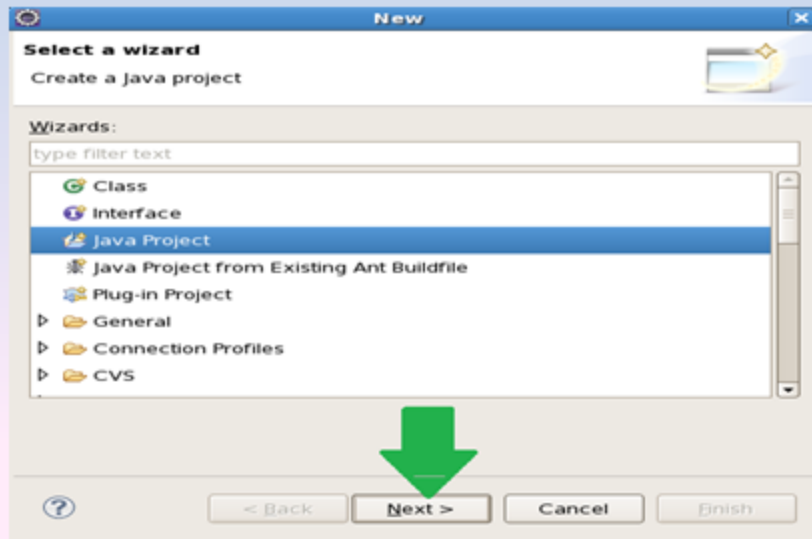 New
Select a wizard
Create a Java project
Wizards:
type filter text
Class
Interface
Java Project
Java Project from Existing Ant Buildfile
Plug-in Project
General
Connection Profiles
CVS
? < Back Next > Cancel Finish